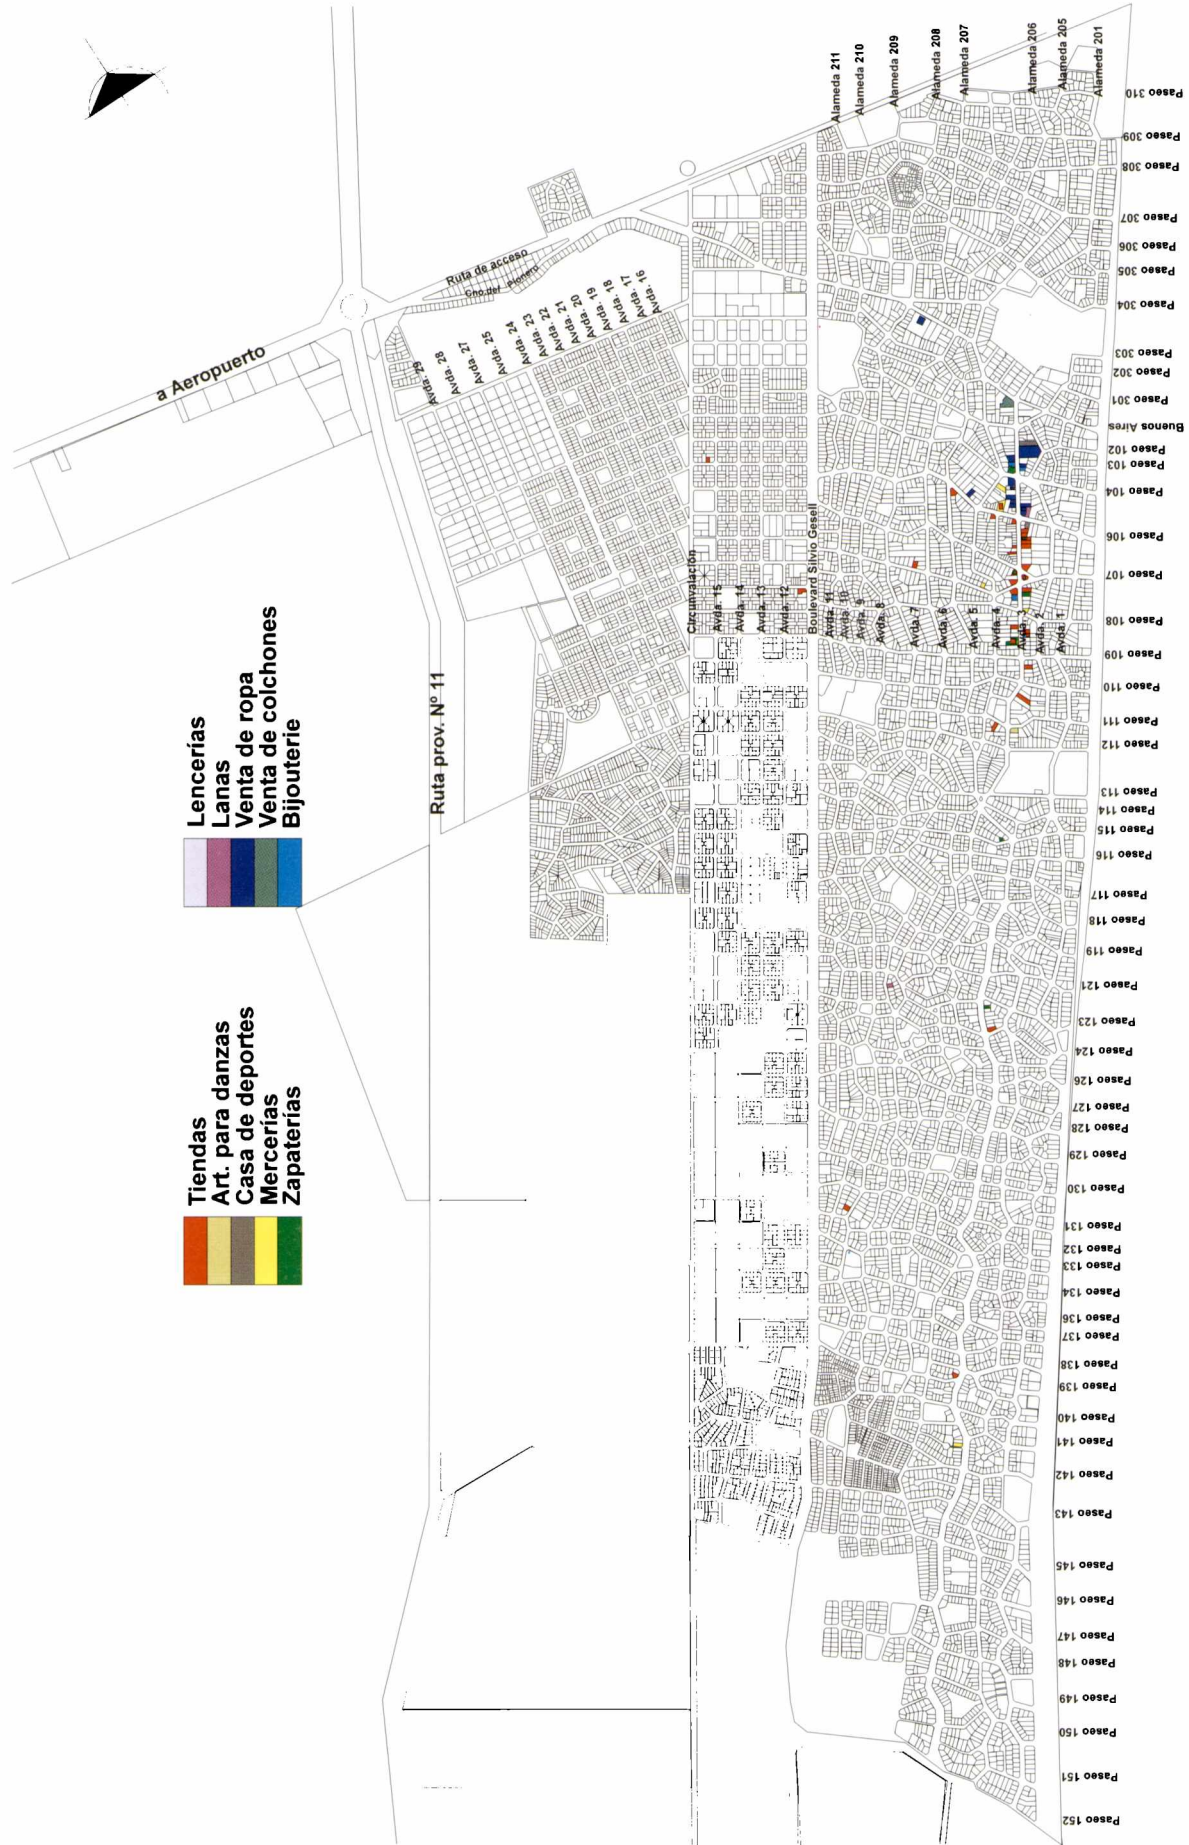 Alameda 211
Alameda 210
Alameda 209
Alameda 208
Alameda 207
Alameda 206
Alameda 205
Alameda 201
Paseo 310
Paseo 309
Paseo 308
Paseo 307
Paseo 306
Paseo 305
Paseo 304
Paseo 303
Paseo 302
Paseo 301
Buenos Aires
Paseo 102
Paseo 103
Paseo 104
Paseo 106
Paseo 107
Paseo 108
Paseo 109
Paseo 110
Paseo 111
Paseo 112
Paseo 113
Paseo 114
Paseo 115
Paseo 116
Paseo 117
Paseo 118
Paseo 119
Paseo 121
Paseo 123
Paseo 124
Paseo 126
Paseo 127
Paseo 128
Paseo 129
Paseo 130
Paseo 131
Paseo 132
Paseo 133
Paseo 134
Paseo 136
Paseo 137
Paseo 138
Paseo 139
Paseo 140
Paseo 141
Paseo 142
Paseo 143
Paseo 145
Paseo 146
Paseo 147
Paseo 148
Paseo 149
Paseo 150
Paseo 151
Paseo 152
a Aeropuerto
Ruta de acceso
Cno.del Pionero
Avda. 29
Avda. 28
Avda. 27
Avda. 25
Avda. 24
Avda. 23
Avda. 22
Avda. 21
Avda. 20
Avda. 19
Avda. 18
Avda. 17
Avda. 16
Ruta prov. Nº 11
Circunvalación
Avda. 15
Avda. 14
Avda. 13
Avda. 12
Boulevard Silvio Gesell
Avda. 11
Avda. 10
Avda. 9
Avda. 8
Avda. 7
Avda. 6
Avda. 5
Avda. 4
Avda. 3
Avda. 2
Avda. 1
Tiendas
Art. para danzas
Casa de deportes
Mercerías
Zapaterías
Lencerías
Lanas
Venta de ropa
Venta de colchones
Bijouterie